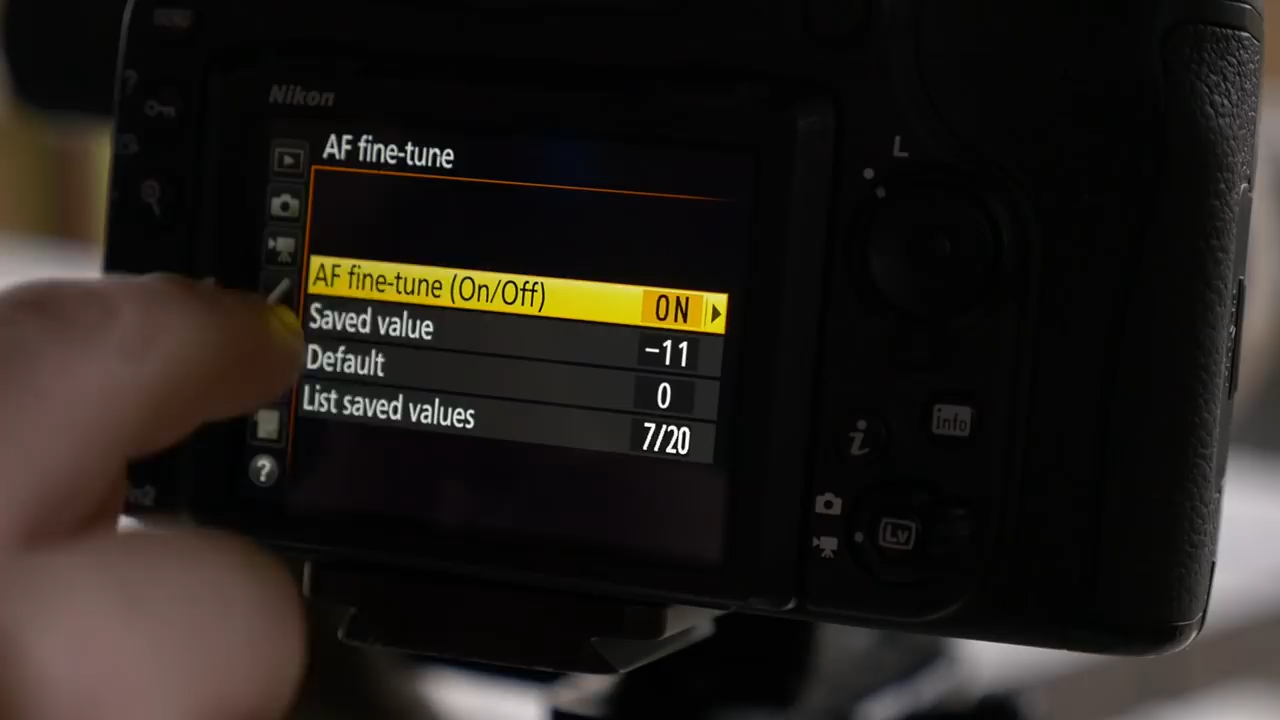 Nikon
AF fine-tune
L
AF fine-tune (On/Off) ON
Saved value -11
Default 0
List saved values 7/20
i
info
?
Lv